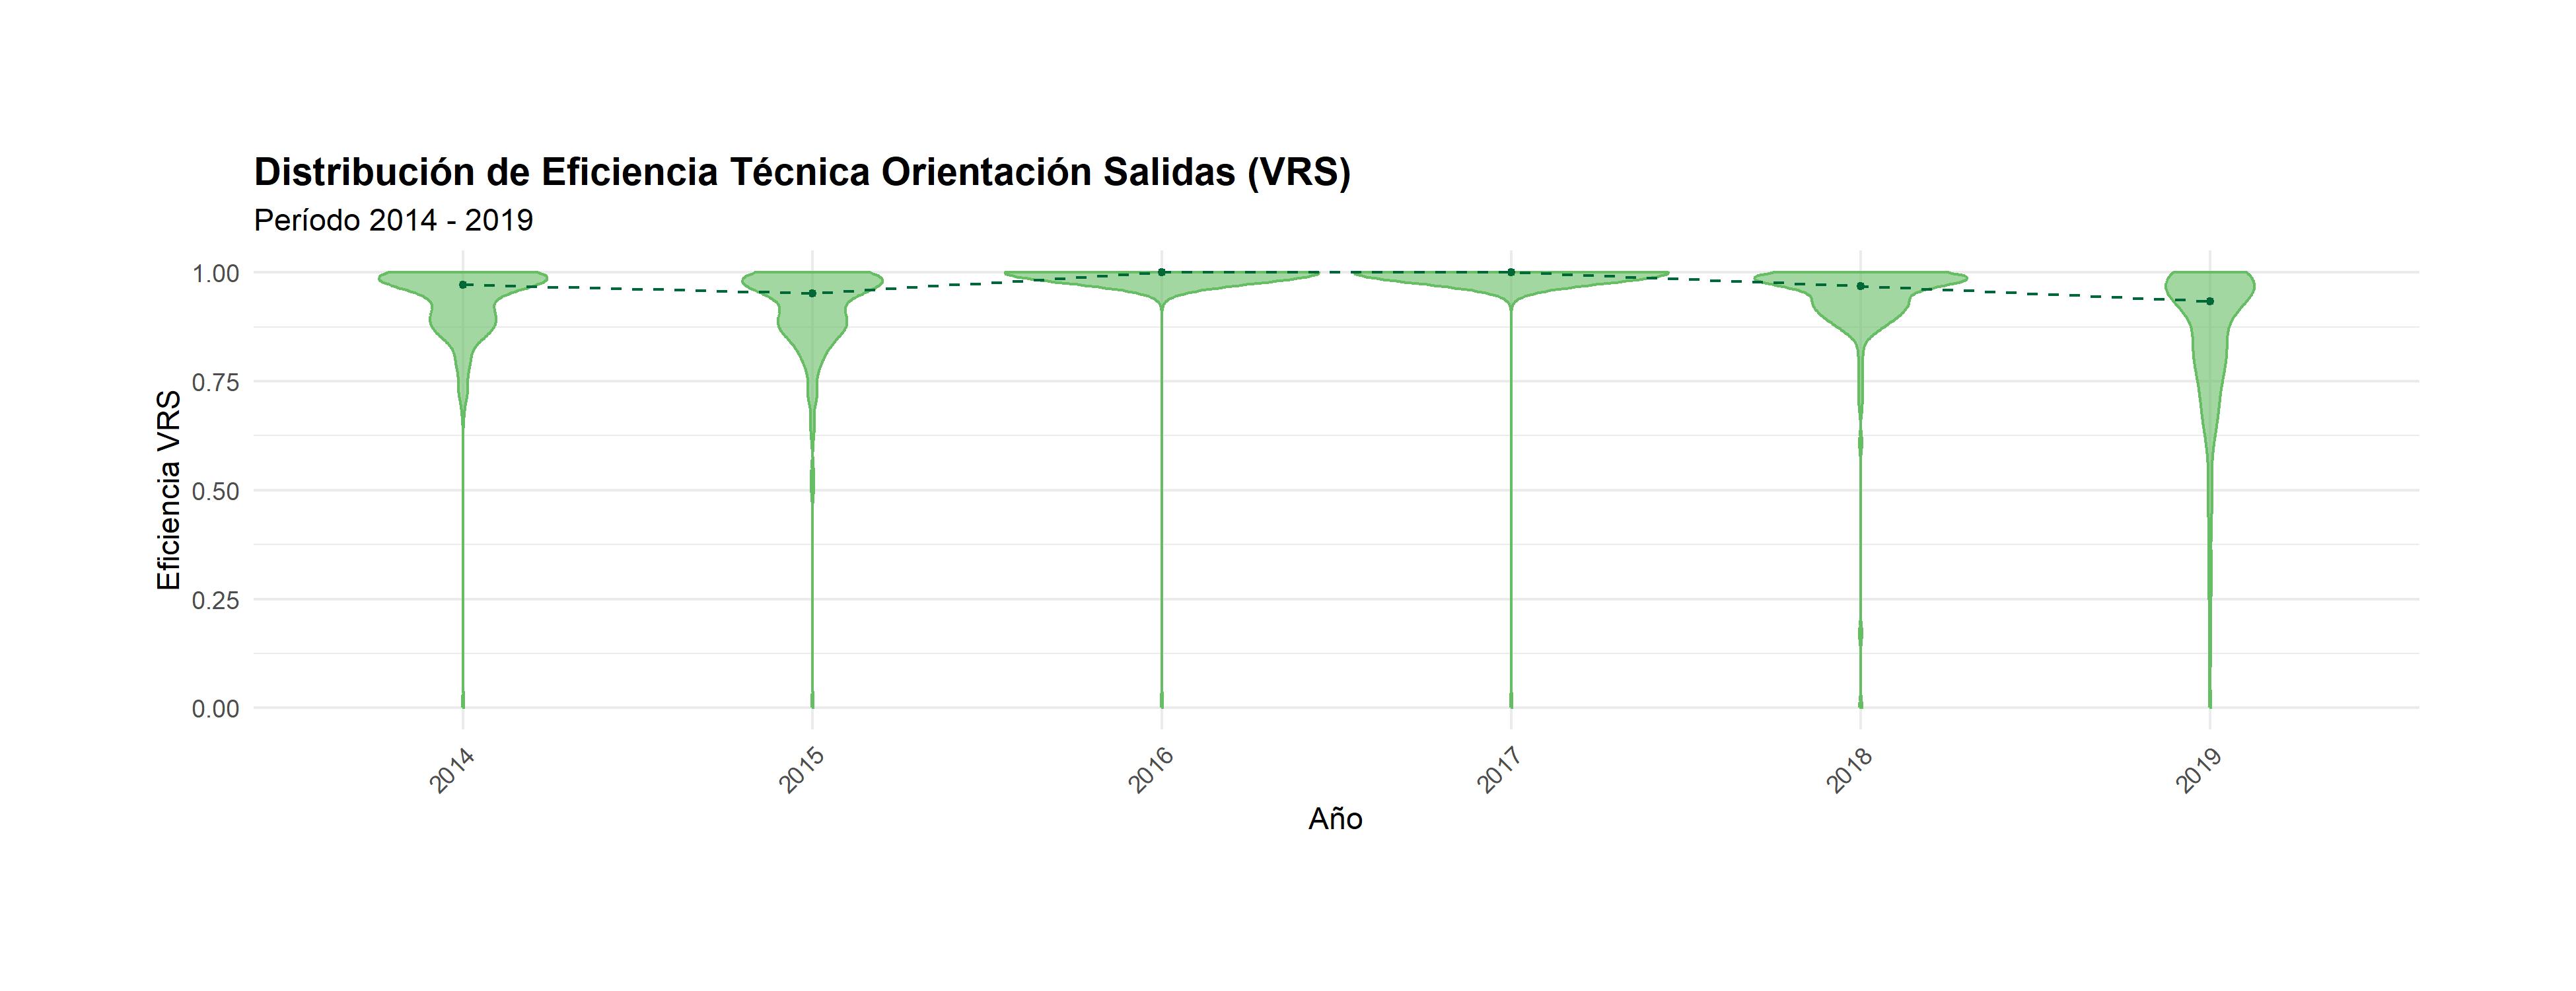 Distribución de Eficiencia Técnica Orientación Salidas (VRS)
Período 2014 - 2019
1.00
0.75
0.50
0.25
0.00
Eficiencia VRS
2014
2015
2016
2017
2018
2019
Año